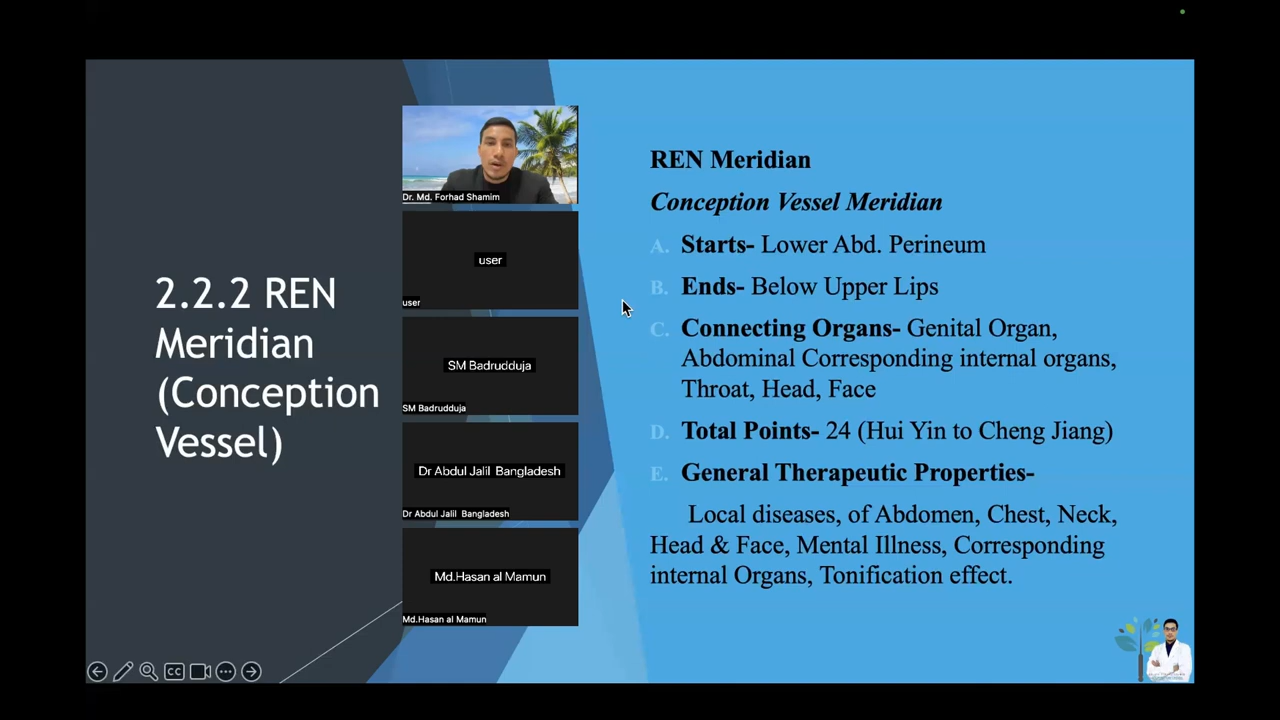 2.2.2 REN
Meridian
(Conception
Vessel)
Dr. Md. Forhad Shamim
user
user
SM Badrudduja
SM Badrudduja
Dr Abdul Jalil Bangladesh
Dr Abdul Jalil Bangladesh
Md.Hasan al Mamun
Md.Hasan al Mamun
REN Meridian
Conception Vessel Meridian
A. Starts- Lower Abd. Perineum
B. Ends- Below Upper Lips
C. Connecting Organs- Genital Organ,
Abdominal Corresponding internal organs,
Throat, Head, Face
D. Total Points- 24 (Hui Yin to Cheng Jiang)
E. General Therapeutic Properties-
Local diseases, of Abdomen, Chest, Neck,
Head & Face, Mental Illness, Corresponding
internal Organs, Tonification effect.
CC